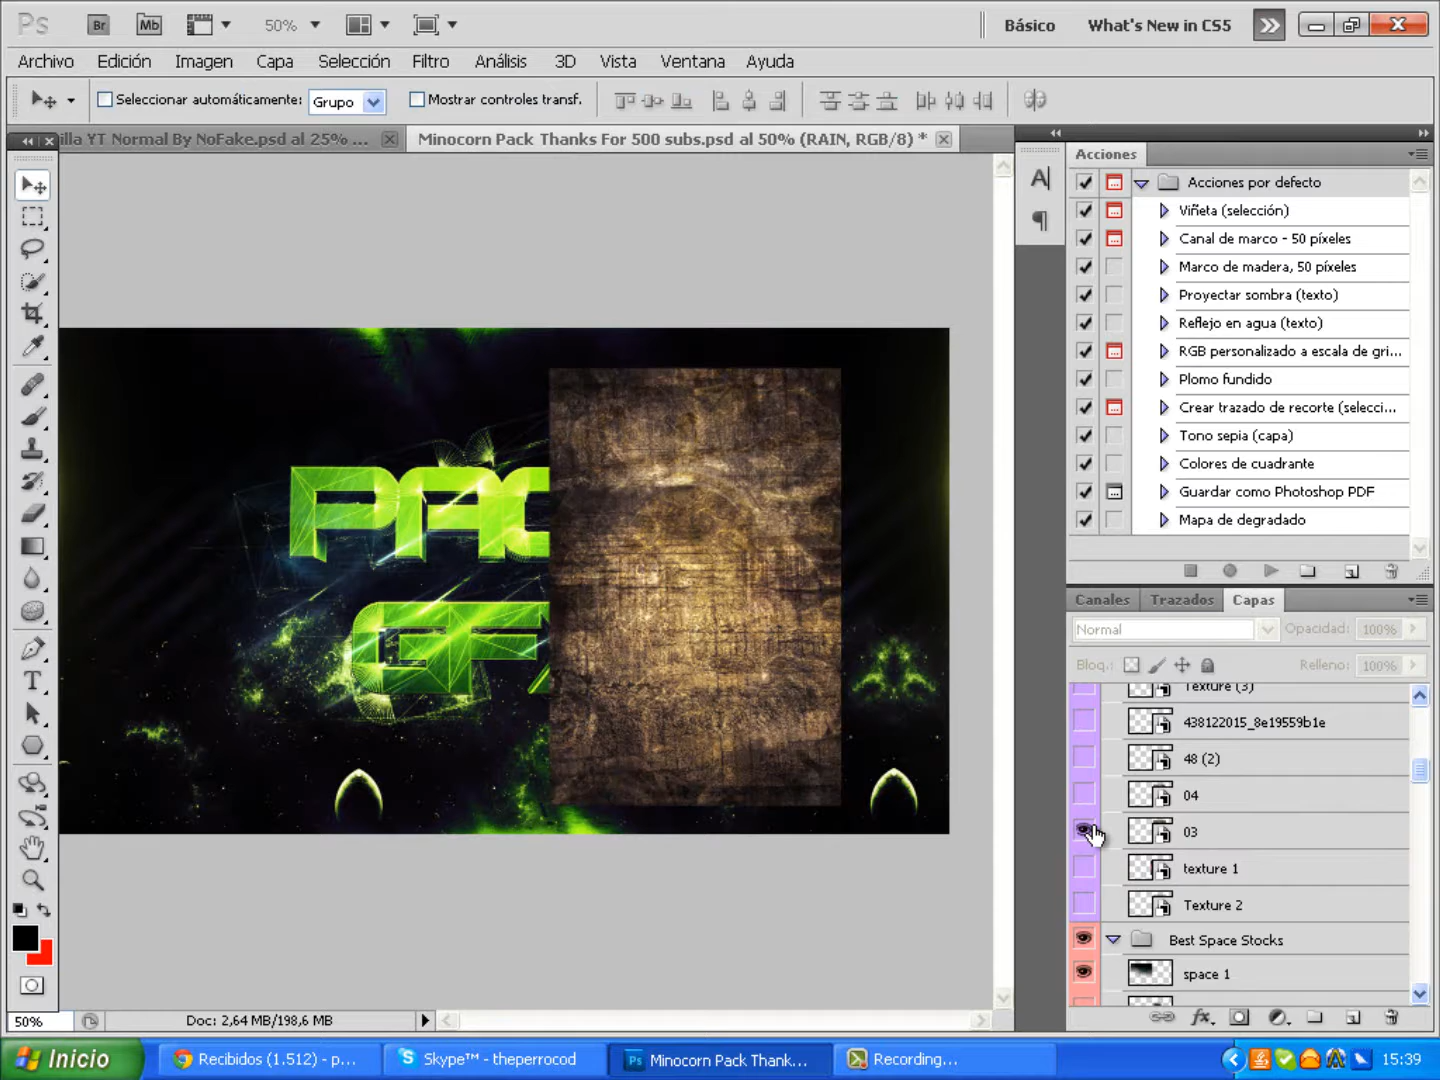 Ps Br Mb 50% Básico What's New in CS5
Archivo Edición Imagen Capa Selección Filtro Análisis 3D Vista Ventana Ayuda
Seleccionar automáticamente: Grupo Mostrar controles transf.
illa YT Normal By NoFake.psd al 25% ... Minocorn Pack Thanks For 500 subs.psd al 50% (RAIN, RGB/8) *
Acciones
Acciones por defecto
Viñeta (selección)
Canal de marco - 50 píxeles
Marco de madera, 50 píxeles
Proyectar sombra (texto)
Reflejo en agua (texto)
RGB personalizado a escala de gri...
Plomo fundido
Crear trazado de recorte (selecci...
Tono sepia (capa)
Colores de cuadrante
Guardar como Photoshop PDF
Mapa de degradado
PAC
GF
Canales Trazados Capas
Normal Opacidad: 100%
Bloq.: Relleno: 100%
Texture (3)
438122015_8e19559b1e
48 (2)
04
03
texture 1
Texture 2
Best Space Stocks
space 1
50% Doc: 2,64 MB/198,6 MB
Inicio Recibidos (1.512) - p... Skype™ - theperrocod Ps Minocorn Pack Thank... Recording... 15:39